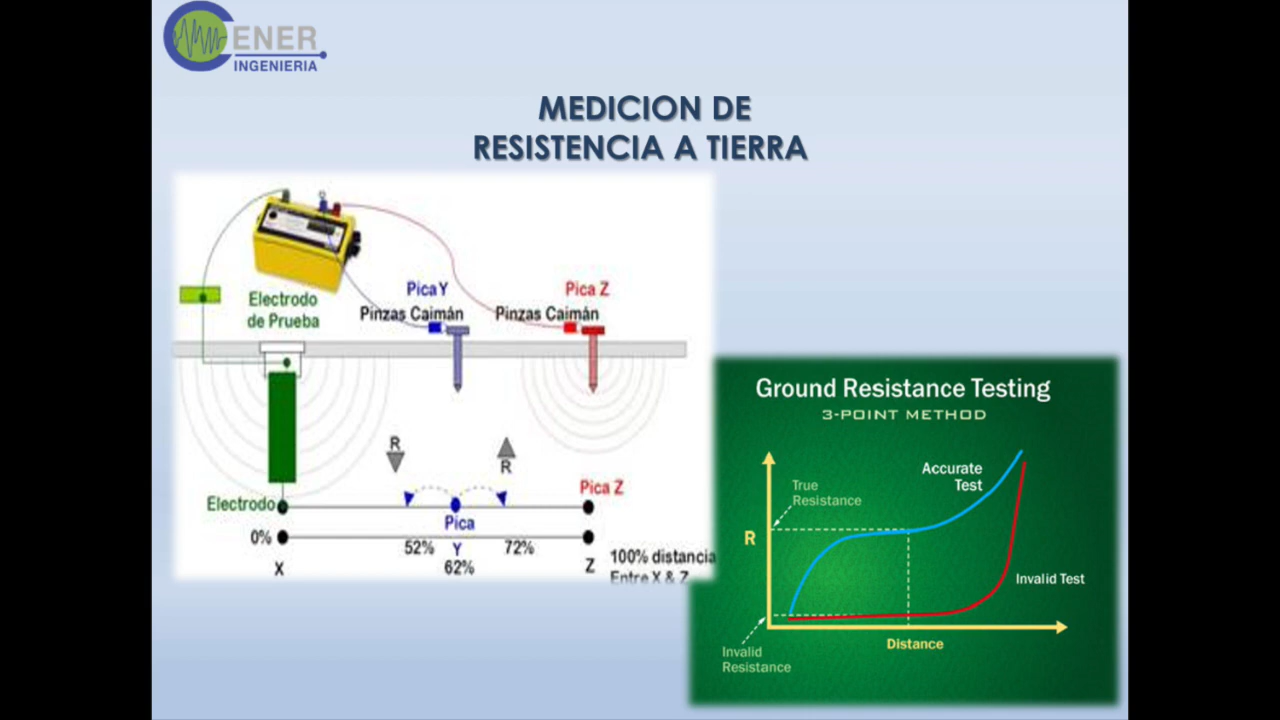 ENER
INGENIERIA
MEDICION DE
RESISTENCIA A TIERRA
Pica Y
Pica Z
Electrodo
de Prueba
Pinzas Caimán
Pinzas Caimán
R
R
Pica Z
Electrodo
Pica
0%
52%
Y
72%
100% distancia
X
62%
Z
Entre X & Z
Ground Resistance Testing
3-POINT METHOD
Accurate
Test
True
Resistance
R
Invalid Test
Distance
Invalid
Resistance